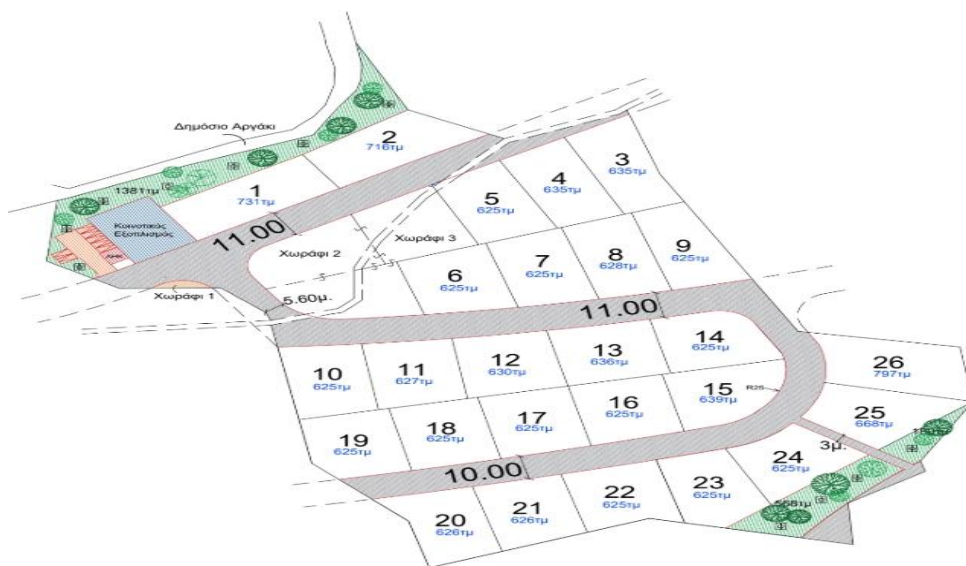 Δημόσιο Αργάκι
2
716τμ
1381τμ
1
731τμ
3
635τμ
4
635τμ
5
625τμ
Κοινοτικός
Εξοπλισμός
ΑΗΚ
11.00
Χωράφι 2
Χωράφι 3
6
625τμ
7
625τμ
8
628τμ
9
625τμ
Χωράφι 1
5.60μ.
11.00
10
625τμ
11
627τμ
12
630τμ
13
636τμ
14
625τμ
26
797τμ
19
625τμ
18
625τμ
17
625τμ
16
625τμ
15
639τμ
R25
25
668τμ
3μ.
10.00
24
625τμ
20
626τμ
21
626τμ
22
625τμ
23
625τμ
568τμ